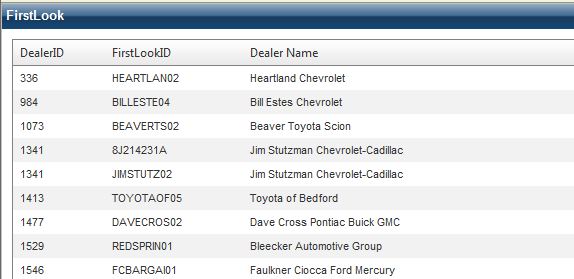 FirstLook
DealerID FirstLookID Dealer Name
336 HEARTLAN02 Heartland Chevrolet
984 BILLESTE04 Bill Estes Chevrolet
1073 BEAVERTS02 Beaver Toyota Scion
1341 8J214231A Jim Stutzman Chevrolet-Cadillac
1341 JIMSTUTZ02 Jim Stutzman Chevrolet-Cadillac
1413 TOYOTAOF05 Toyota of Bedford
1477 DAVECROS02 Dave Cross Pontiac Buick GMC
1529 REDSPRIN01 Bleecker Automotive Group
1546 FCBARGAI01 Faulkner Ciocca Ford Mercury